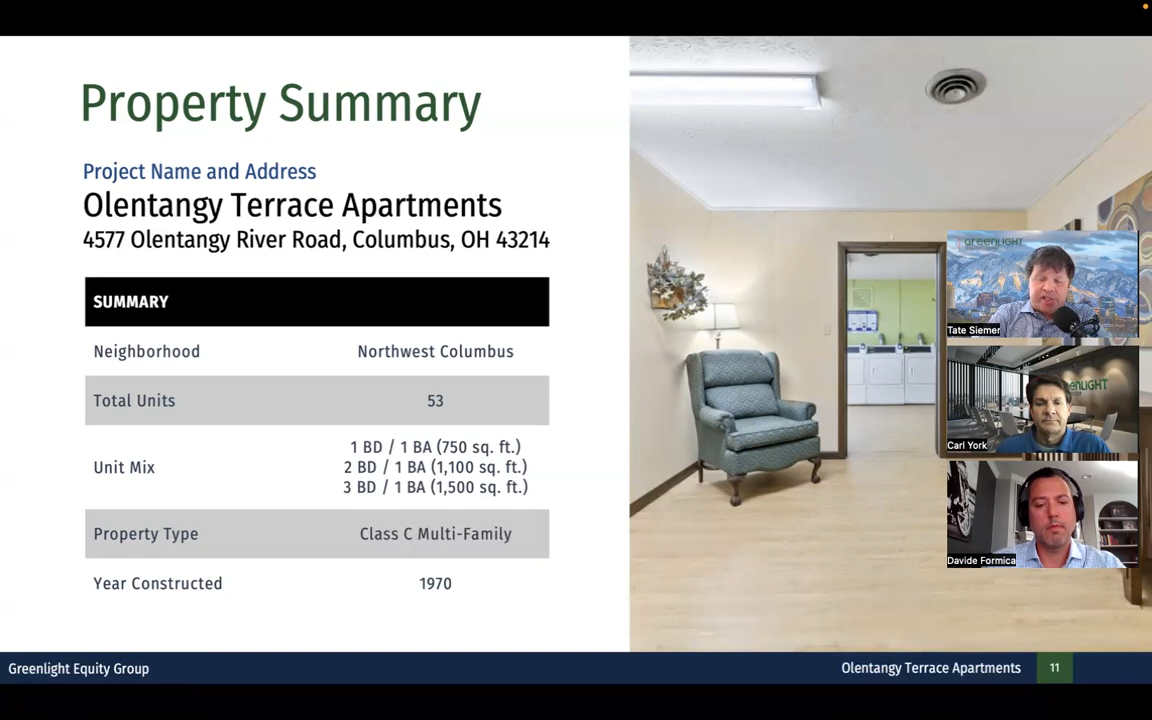 Property Summary
Project Name and Address
Olentangy Terrace Apartments
4577 Olentangy River Road, Columbus, OH 43214
SUMMARY
Neighborhood Northwest Columbus
Total Units 53
Unit Mix
1 BD / 1 BA (750 sq. ft.)
2 BD / 1 BA (1,100 sq. ft.)
3 BD / 1 BA (1,500 sq. ft.)
Property Type Class C Multi-Family
Year Constructed 1970
GREENLIGHT
Tate Siemer
Carl York
Davide Formica
Greenlight Equity Group
Olentangy Terrace Apartments 11